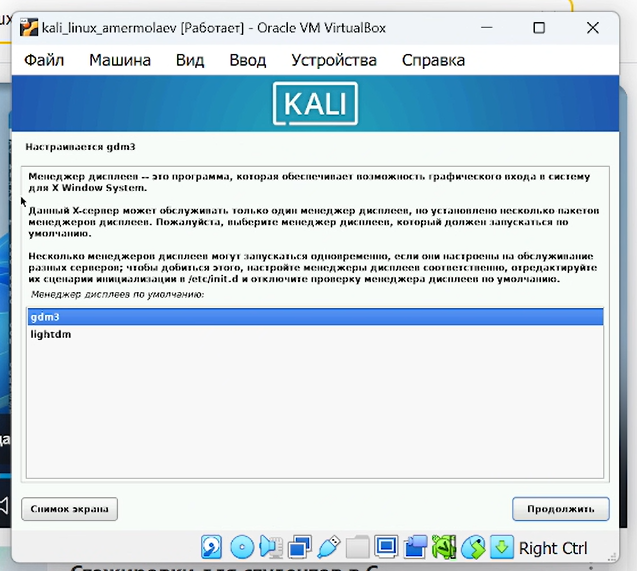 kali_linux_amermolaev [Работает] - Oracle VM VirtualBox
Файл Машина Вид Ввод Устройства Справка
KALI
Настраивается gdm3
Менеджер дисплеев -- это программа, которая обеспечивает возможность графического входа в систему
для X Window System.
Данный X-сервер может обслуживать только один менеджер дисплеев, но установлено несколько пакетов
менеджеров дисплеев. Пожалуйста, выберите менеджер дисплеев, который должен запускаться по
умолчанию.
Несколько менеджеров дисплеев могут запускаться одновременно, если они настроены на обслуживание
разных серверов; чтобы добиться этого, настройте менеджеры дисплеев соответственно, отредактируйте
их сценарии инициализации в /etc/init.d и отключите проверку менеджера дисплеев по умолчанию.
Менеджер дисплеев по умолчанию:
gdm3
lightdm
Снимок экрана Продолжить
Right Ctrl